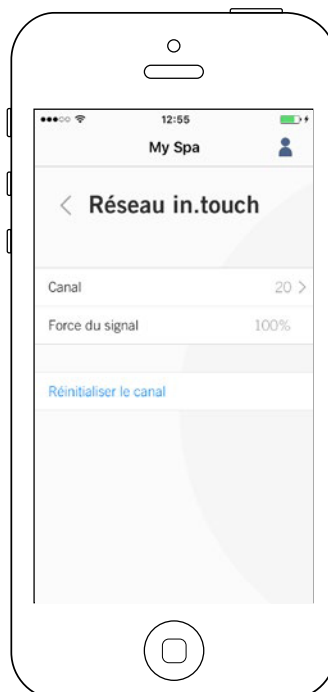 12:55
My Spa
Réseau in.touch
Canal 20
Force du signal 100%
Réinitialiser le canal